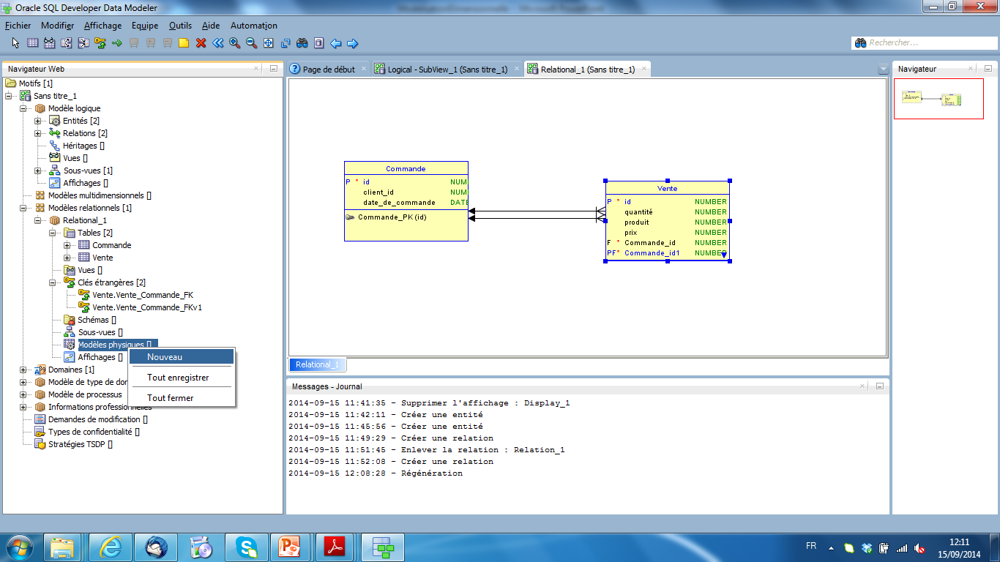 Oracle SQL Developer Data Modeler
Fichier Modifier Affichage Equipe Outils Aide Automation
Rechercher...
Navigateur Web
Motifs [1]
Sans titre_1
Modèle logique
Entités [2]
Relations [2]
Héritages []
Vues []
Sous-vues [1]
Affichages []
Modèles multidimensionnels []
Modèles relationnels [1]
Relational_1
Tables [2]
Commande
Vente
Vues []
Clés étrangères [2]
Vente.Vente_Commande_FK
Vente.Vente_Commande_FKv1
Schémas []
Sous-vues []
Modèles physiques []
Affichages []
Domaines [1]
Modèle de type de don
Modèle de processus
Informations professionnelles
Demandes de modification []
Types de confidentialité []
Stratégies TSDP []
Nouveau
Tout enregistrer
Tout fermer
Page de début
Logical - SubView_1 (Sans titre_1)
Relational_1 (Sans titre_1)
Commande
P * id NUM
client_id NUM
date_de_commande DATE
Commande_PK (id)
Vente
P * id NUMBER
quantité NUMBER
produit NUMBER
prix NUMBER
F * Commande_id NUMBER
PF* Commande_id1 NUMBER
Relational_1
Messages - Journal
2014-09-15 11:41:35 - Supprimer l'affichage : Display_1
2014-09-15 11:42:11 - Créer une entité
2014-09-15 11:45:56 - Créer une entité
2014-09-15 11:49:29 - Créer une relation
2014-09-15 11:51:45 - Enlever la relation : Relation_1
2014-09-15 11:52:08 - Créer une relation
2014-09-15 12:08:28 - Régénération
Navigateur
FR
12:11
15/09/2014